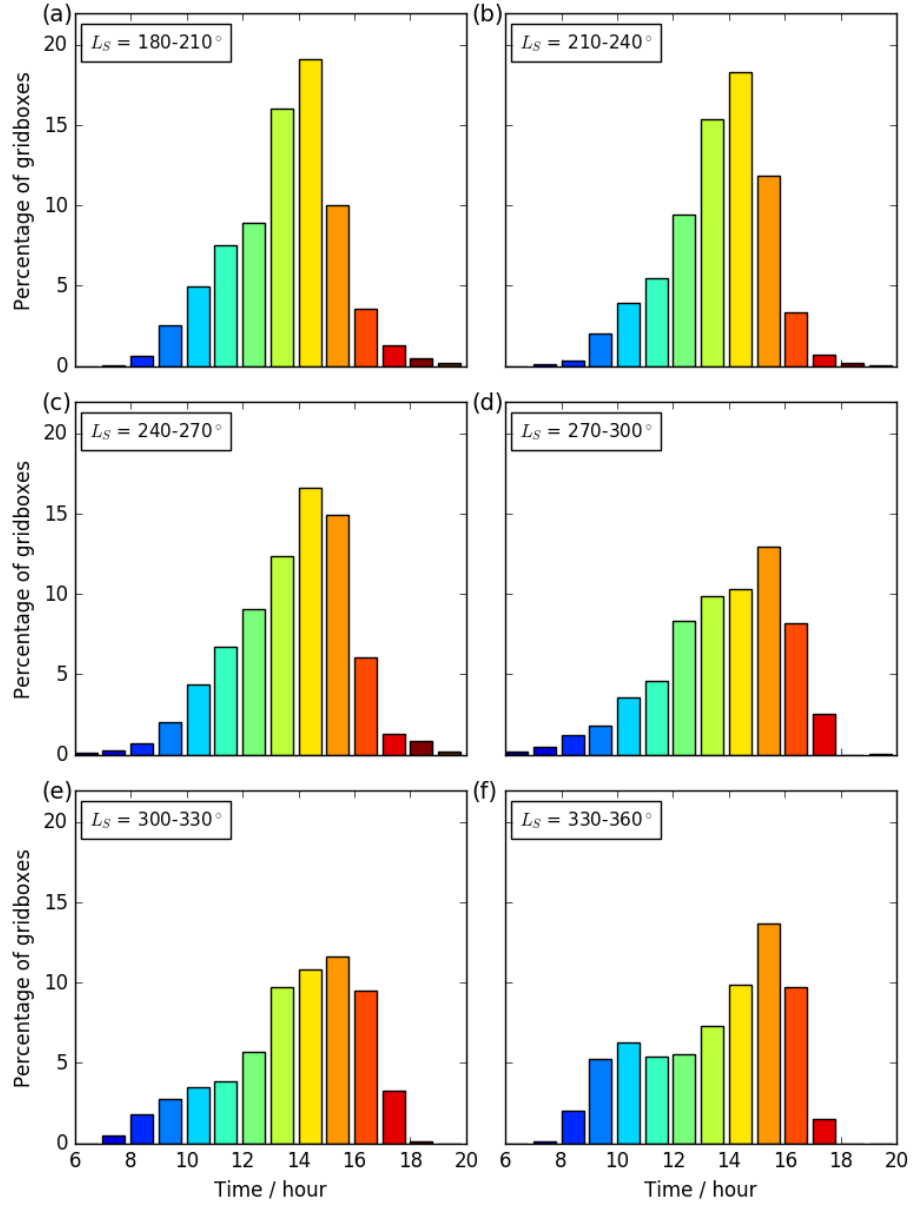 (a)
(b)
L_S = 180-210°
L_S = 210-240°
20
15
10
5
0
Percentage of gridboxes
(c)
(d)
L_S = 240-270°
L_S = 270-300°
20
15
10
5
0
Percentage of gridboxes
(e)
(f)
L_S = 300-330°
L_S = 330-360°
20
15
10
5
0
Percentage of gridboxes
6 8 10 12 14 16 18 20
6 8 10 12 14 16 18 20
Time / hour
Time / hour